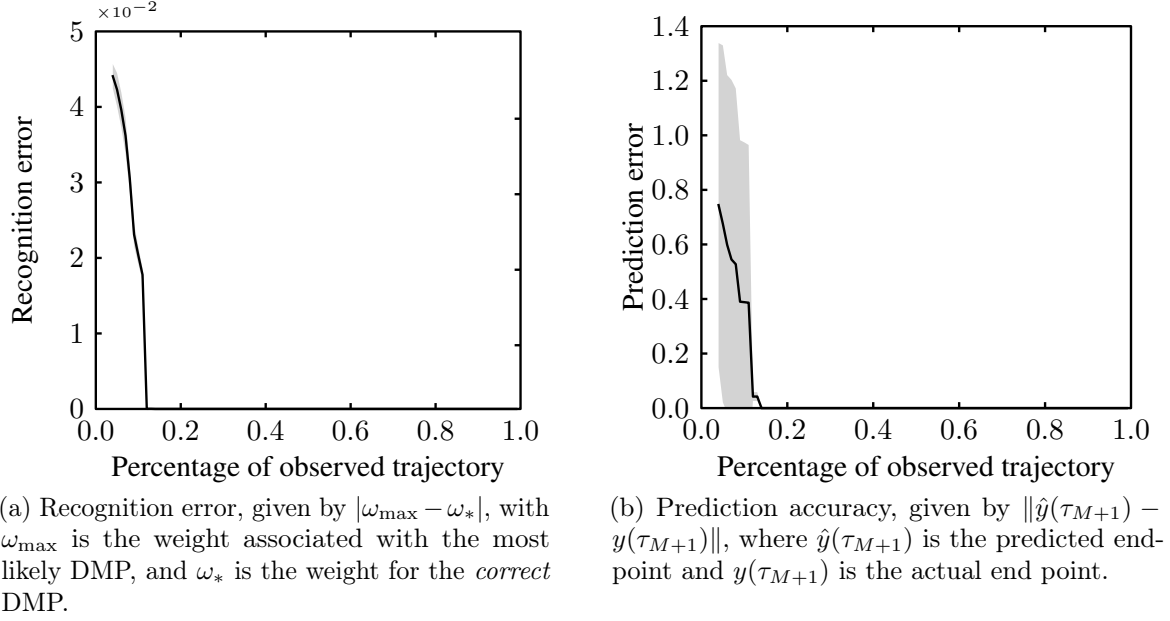 ×10−2
5
4
3
2
1
0
0.0 0.2 0.4 0.6 0.8 1.0
Recognition error
Percentage of observed trajectory
1.4
1.2
1.0
0.8
0.6
0.4
0.2
0.0
0.0 0.2 0.4 0.6 0.8 1.0
Prediction error
Percentage of observed trajectory
(a) Recognition error, given by |ωmax − ω∗|, with
ωmax is the weight associated with the most
likely DMP, and ω∗ is the weight for the correct
DMP.
(b) Prediction accuracy, given by ‖ŷ(τM+1) −
y(τM+1)‖, where ŷ(τM+1) is the predicted end-
point and y(τM+1) is the actual end point.